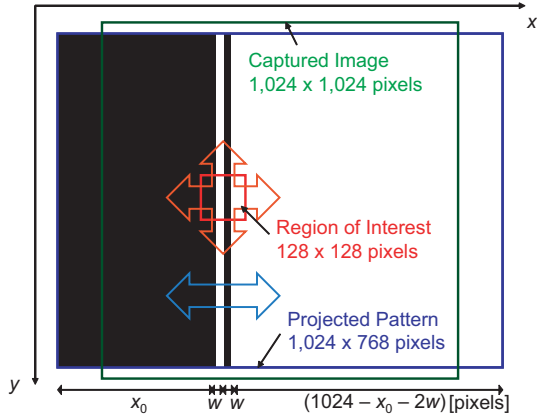 x
Captured Image
1,024 x 1,024 pixels
Region of Interest
128 x 128 pixels
Projected Pattern
1,024 x 768 pixels
y
x₀ w w (1024 – x₀ – 2w) [pixels]